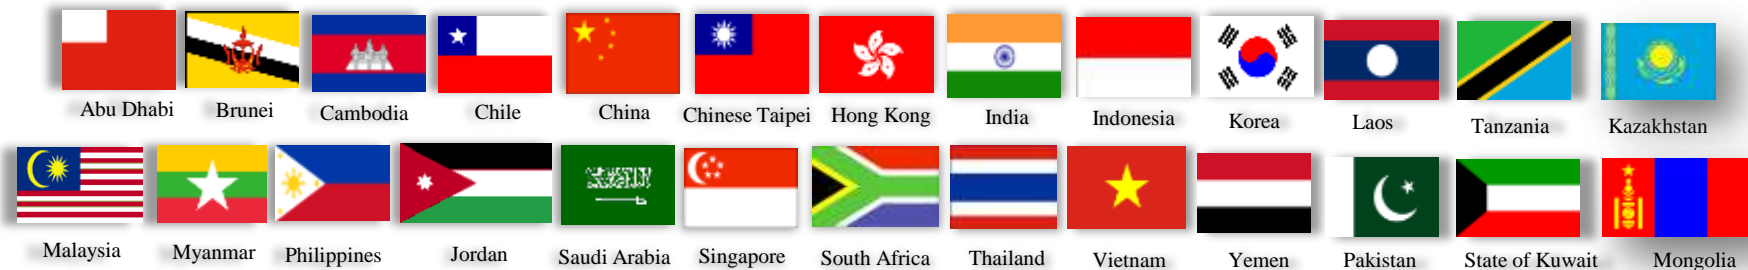 Abu Dhabi Brunei Cambodia Chile China Chinese Taipei Hong Kong India Indonesia Korea Laos Tanzania Kazakhstan
Malaysia Myanmar Philippines Jordan Saudi Arabia Singapore South Africa Thailand Vietnam Yemen Pakistan State of Kuwait Mongolia